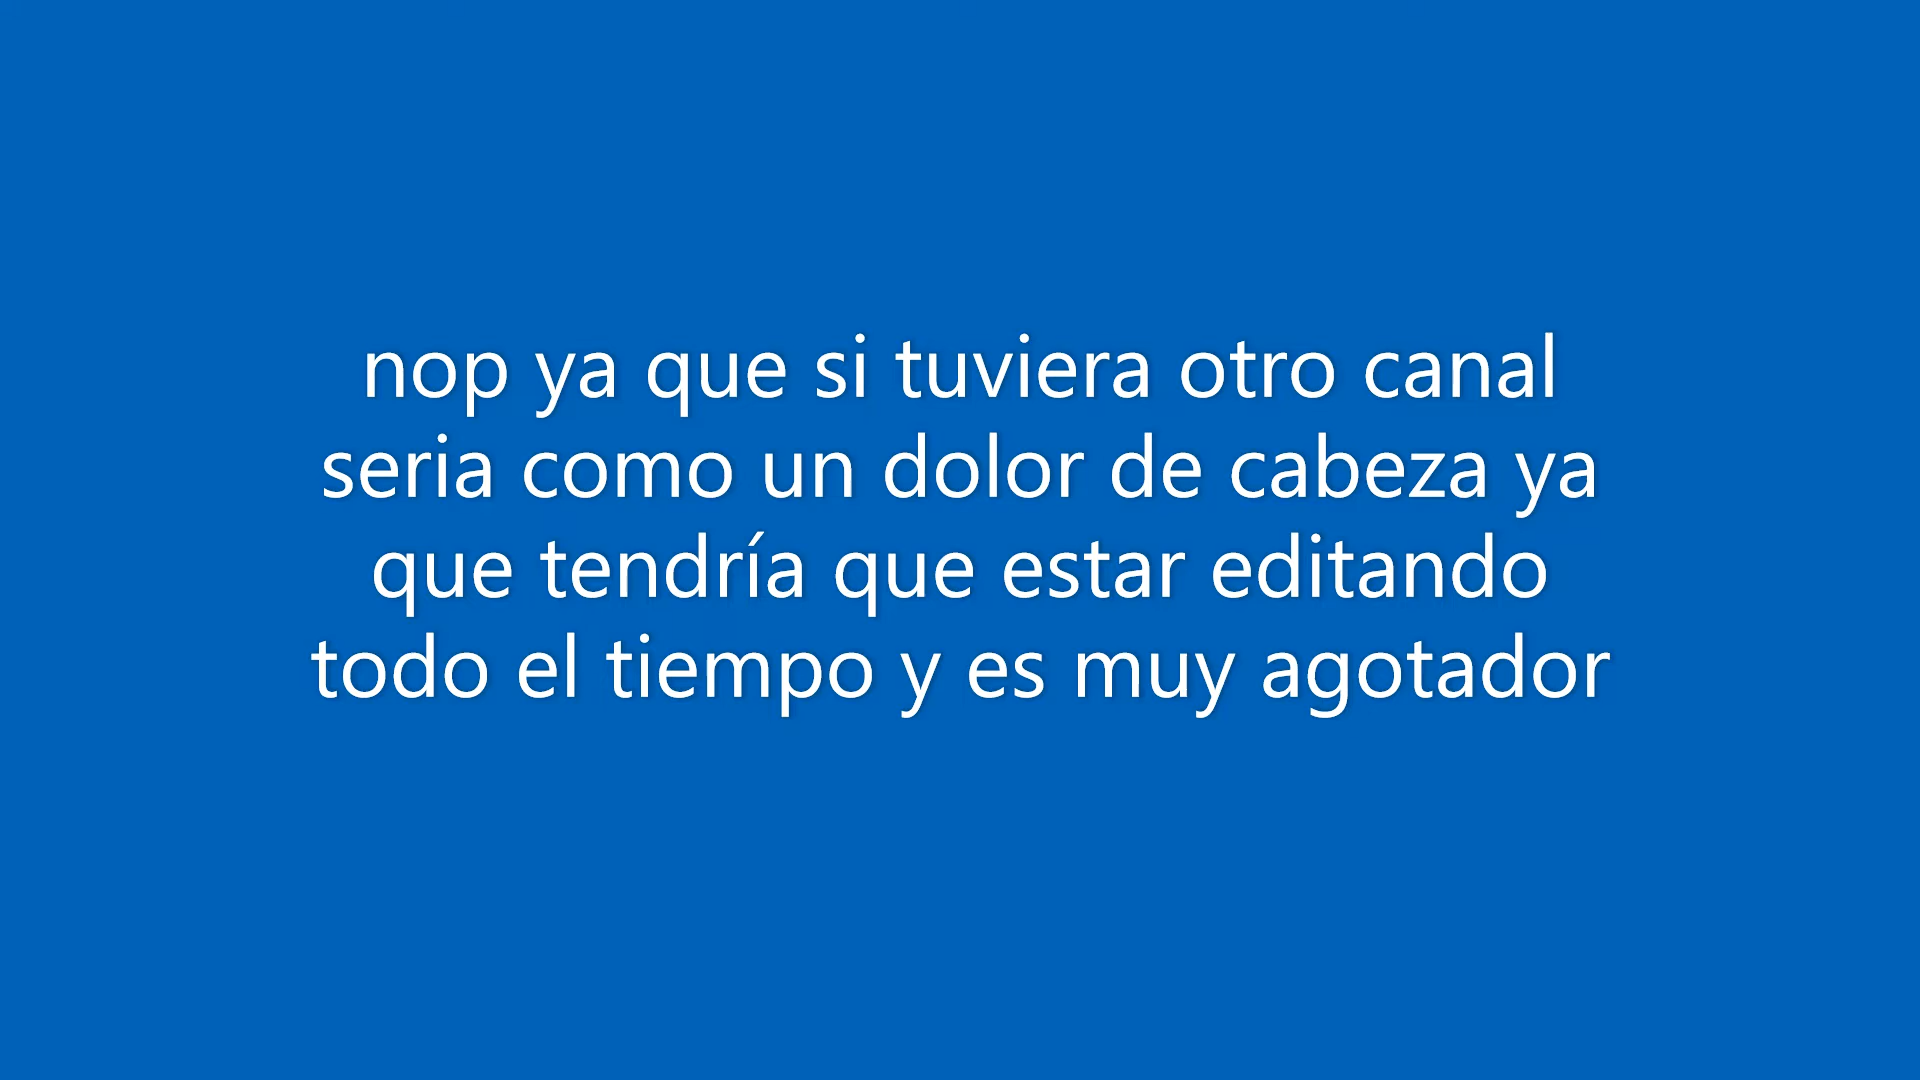 nop ya que si tuviera otro canal
seria como un dolor de cabeza ya
que tendría que estar editando
todo el tiempo y es muy agotador